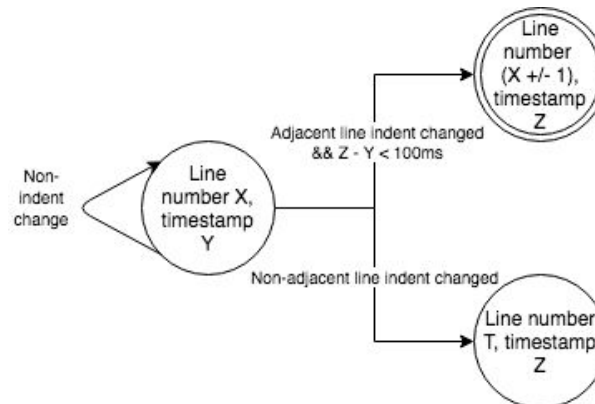 Line
number
(X +/- 1),
timestamp
Z
Adjacent line indent changed
&& Z - Y < 100ms
Non-
indent
change
Line
number X,
timestamp
Y
Non-adjacent line indent changed
Line number
T, timestamp
Z